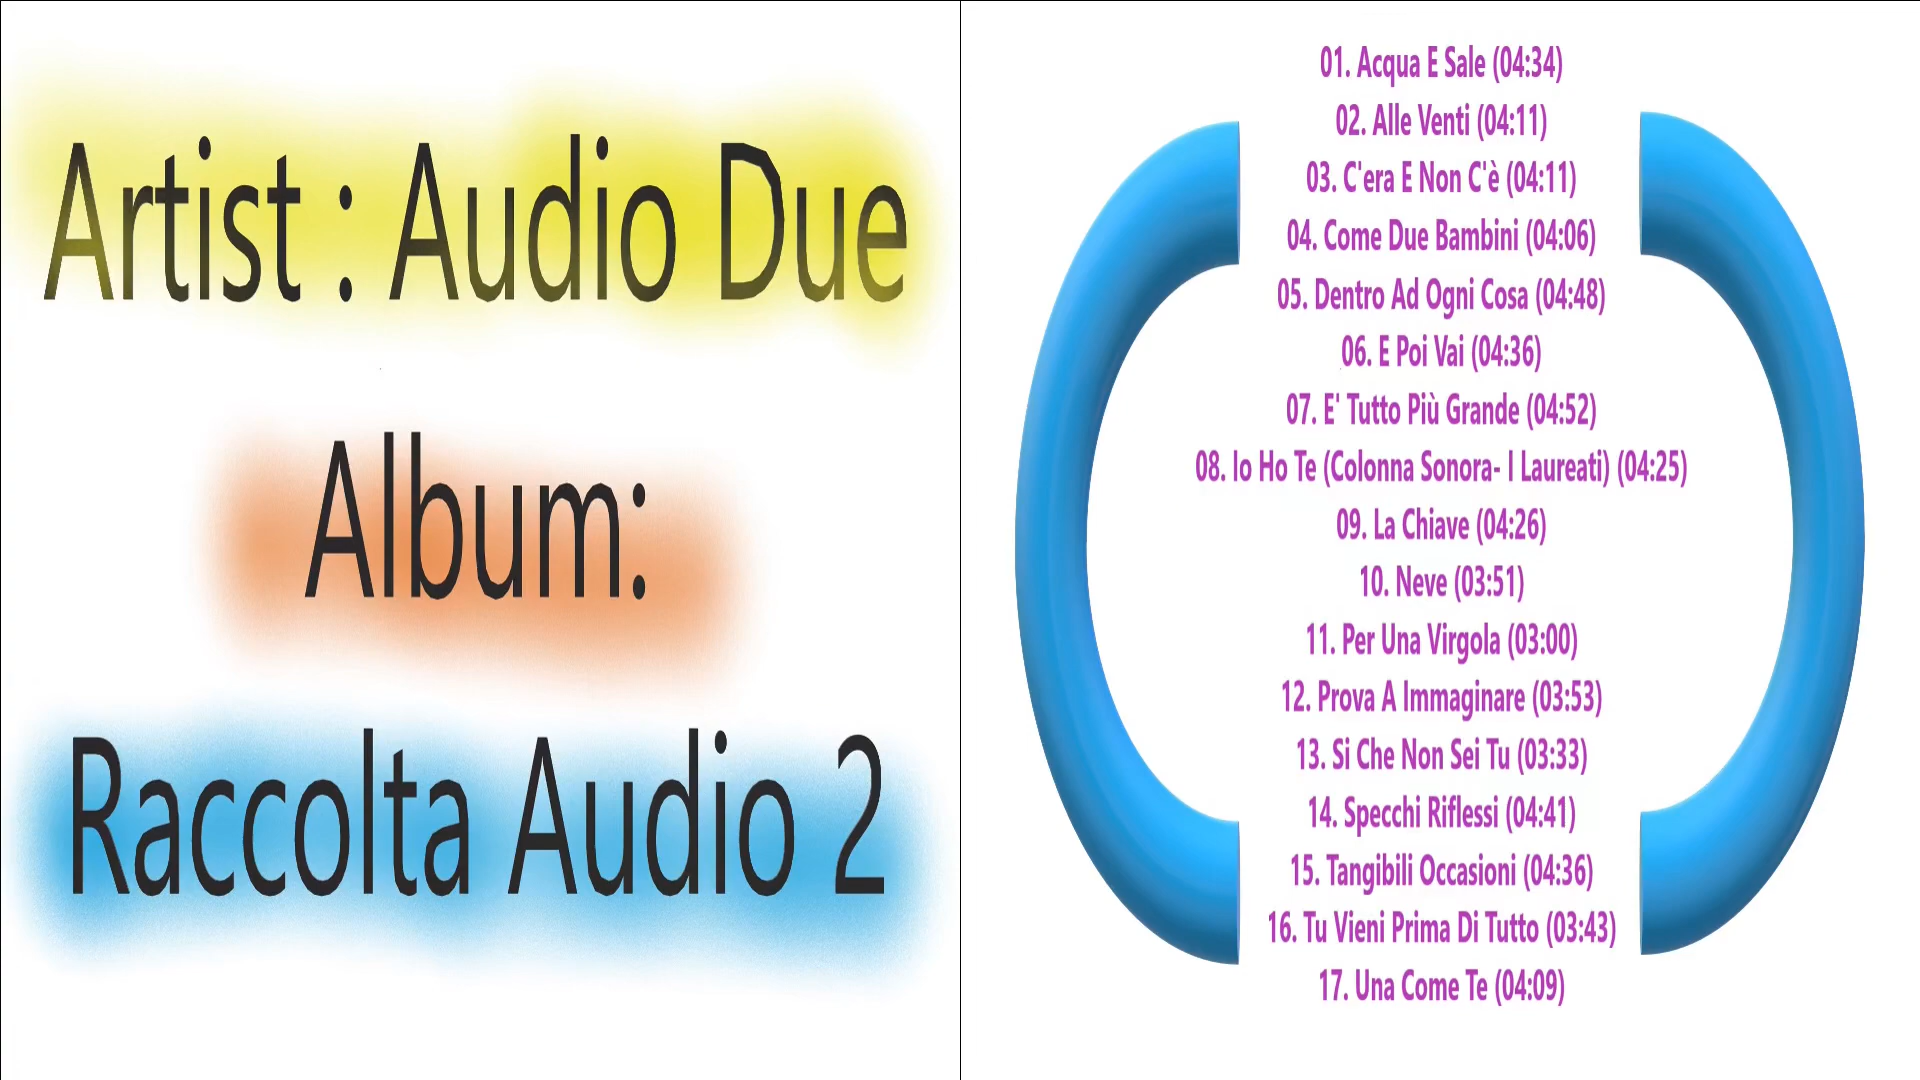 Artist : Audio Due
Album:
Raccolta Audio 2
01. Acqua E Sale (04:34)
02. Alle Venti (04:11)
03. C'era E Non C'è (04:11)
04. Come Due Bambini (04:06)
05. Dentro Ad Ogni Cosa (04:48)
06. E Poi Vai (04:36)
07. E' Tutto Più Grande (04:52)
08. Io Ho Te (Colonna Sonora- I Laureati) (04:25)
09. La Chiave (04:26)
10. Neve (03:51)
11. Per Una Virgola (03:00)
12. Prova A Immaginare (03:53)
13. Si Che Non Sei Tu (03:33)
14. Specchi Riflessi (04:41)
15. Tangibili Occasioni (04:36)
16. Tu Vieni Prima Di Tutto (03:43)
17. Una Come Te (04:09)